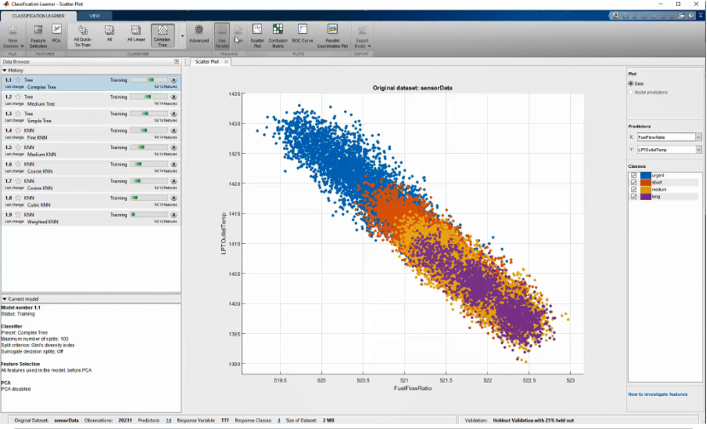 Classification Learner - Scatter Plot
CLASSIFICATION LEARNER VIEW
New Session
Feature Selection
PCA
All Quick-To-Train
All
All Linear
Complex Tree
Advanced
Use Parallel
Train
Scatter Plot
Confusion Matrix
ROC Curve
Parallel Coordinates Plot
Export Model
FILE FEATURES CLASSIFIER TRAINING PLOTS EXPORT
Data Browser
History
1.1 Tree Training
Last change: Complex Tree 14/14 features
1.2 Tree Training
Last change: Medium Tree 14/14 features
1.3 Tree Training
Last change: Simple Tree 14/14 features
1.4 KNN Training
Last change: Fine KNN 14/14 features
1.5 KNN Training
Last change: Medium KNN 14/14 features
1.6 KNN Training
Last change: Coarse KNN 14/14 features
1.7 KNN Training
Last change: Cosine KNN 14/14 features
1.8 KNN Training
Last change: Cubic KNN 14/14 features
1.9 KNN Training
Last change: Weighted KNN 14/14 features
Current model
Model number 1.1
Status: Training
Classifier
Preset: Complex Tree
Maximum number of splits: 100
Split criterion: Gini's diversity index
Surrogate decision splits: Off
Feature Selection
All features used in the model, before PCA
PCA
PCA disabled
Scatter Plot
Original dataset: sensorData
LPTOutletTemp
1435
1430
1425
1420
1415
1410
1405
1400
1395
1390
519.5 520 520.5 521 521.5 522 522.5 523
FuelFlowRatio
Plot
Data
Model predictions
Predictors
X: FuelFlowRatio
Y: LPTOutletTemp
Classes
urgent
short
medium
long
How to investigate features
Original Dataset: sensorData Observations: 20231 Predictors: 14 Response Variable: TTF Response Classes: 4 Size of Dataset: 2 MB
Validation: Holdout Validation with 25% held out